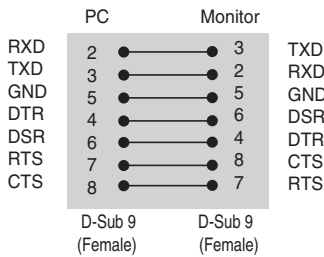 PC Monitor
RXD 2 3 TXD
TXD 3 2 RXD
GND 5 5 GND
DTR 4 6 DSR
DSR 6 4 DTR
RTS 7 8 CTS
CTS 8 7 RTS
D-Sub 9 D-Sub 9
(Female) (Female)